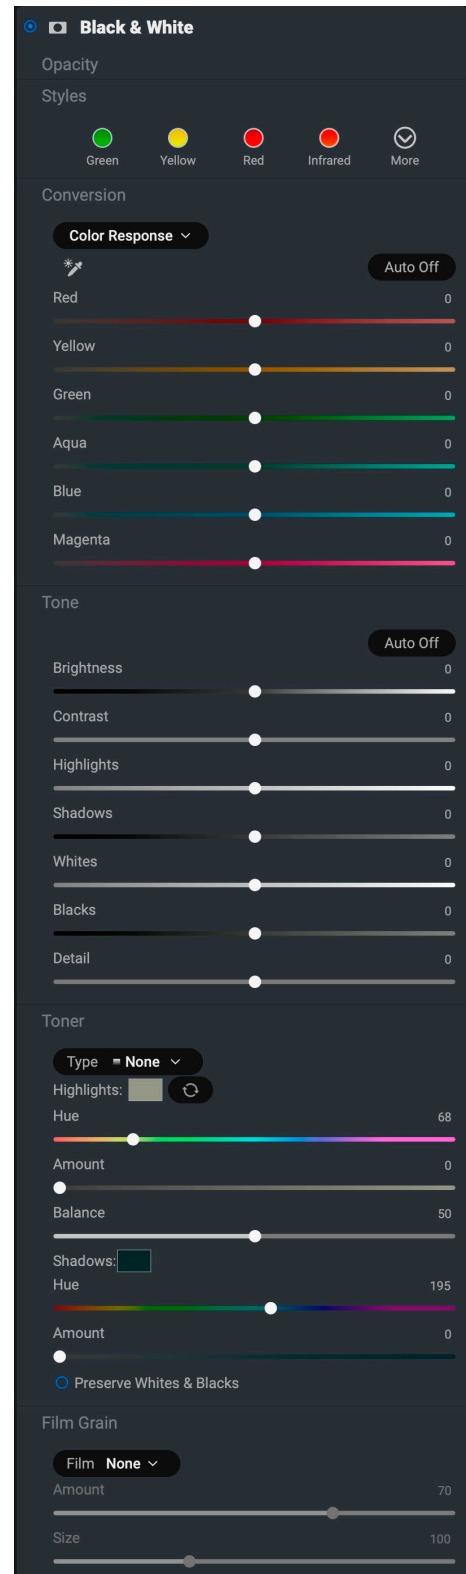 Black & White
Opacity
Styles
Green Yellow Red Infrared More
Conversion
Color Response
Auto Off
Red 0
Yellow 0
Green 0
Aqua 0
Blue 0
Magenta 0
Tone
Auto Off
Brightness 0
Contrast 0
Highlights 0
Shadows 0
Whites 0
Blacks 0
Detail 0
Toner
Type None
Highlights:
Hue 68
Amount 0
Balance 50
Shadows:
Hue 195
Amount 0
Preserve Whites & Blacks
Film Grain
Film None
Amount 70
Size 100